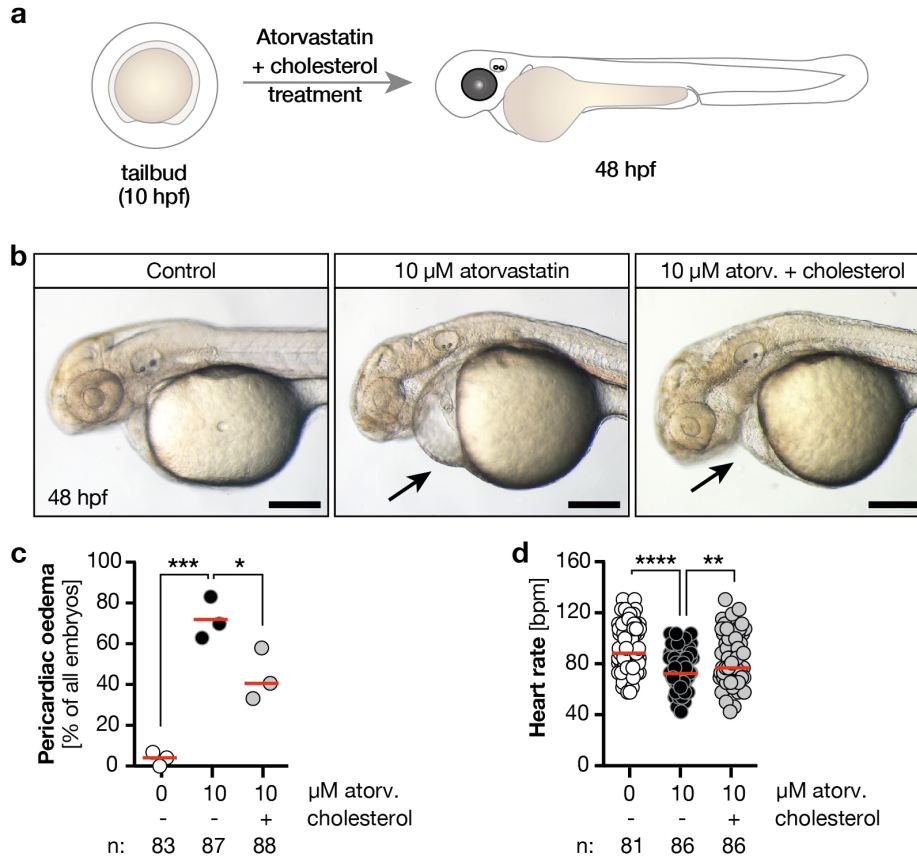 a
Atorvastatin
+ cholesterol
treatment
tailbud
(10 hpf)
48 hpf
b
Control
10 µM atorvastatin
10 µM atorv. + cholesterol
48 hpf
c
Pericardiac oedema
[% of all embryos]
100
80
60
40
20
0
***
*
0 10 10 µM atorv.
- - + cholesterol
n: 83 87 88
d
Heart rate [bpm]
160
120
80
40
0
****
**
0 10 10 µM atorv.
- - + cholesterol
n: 81 86 86